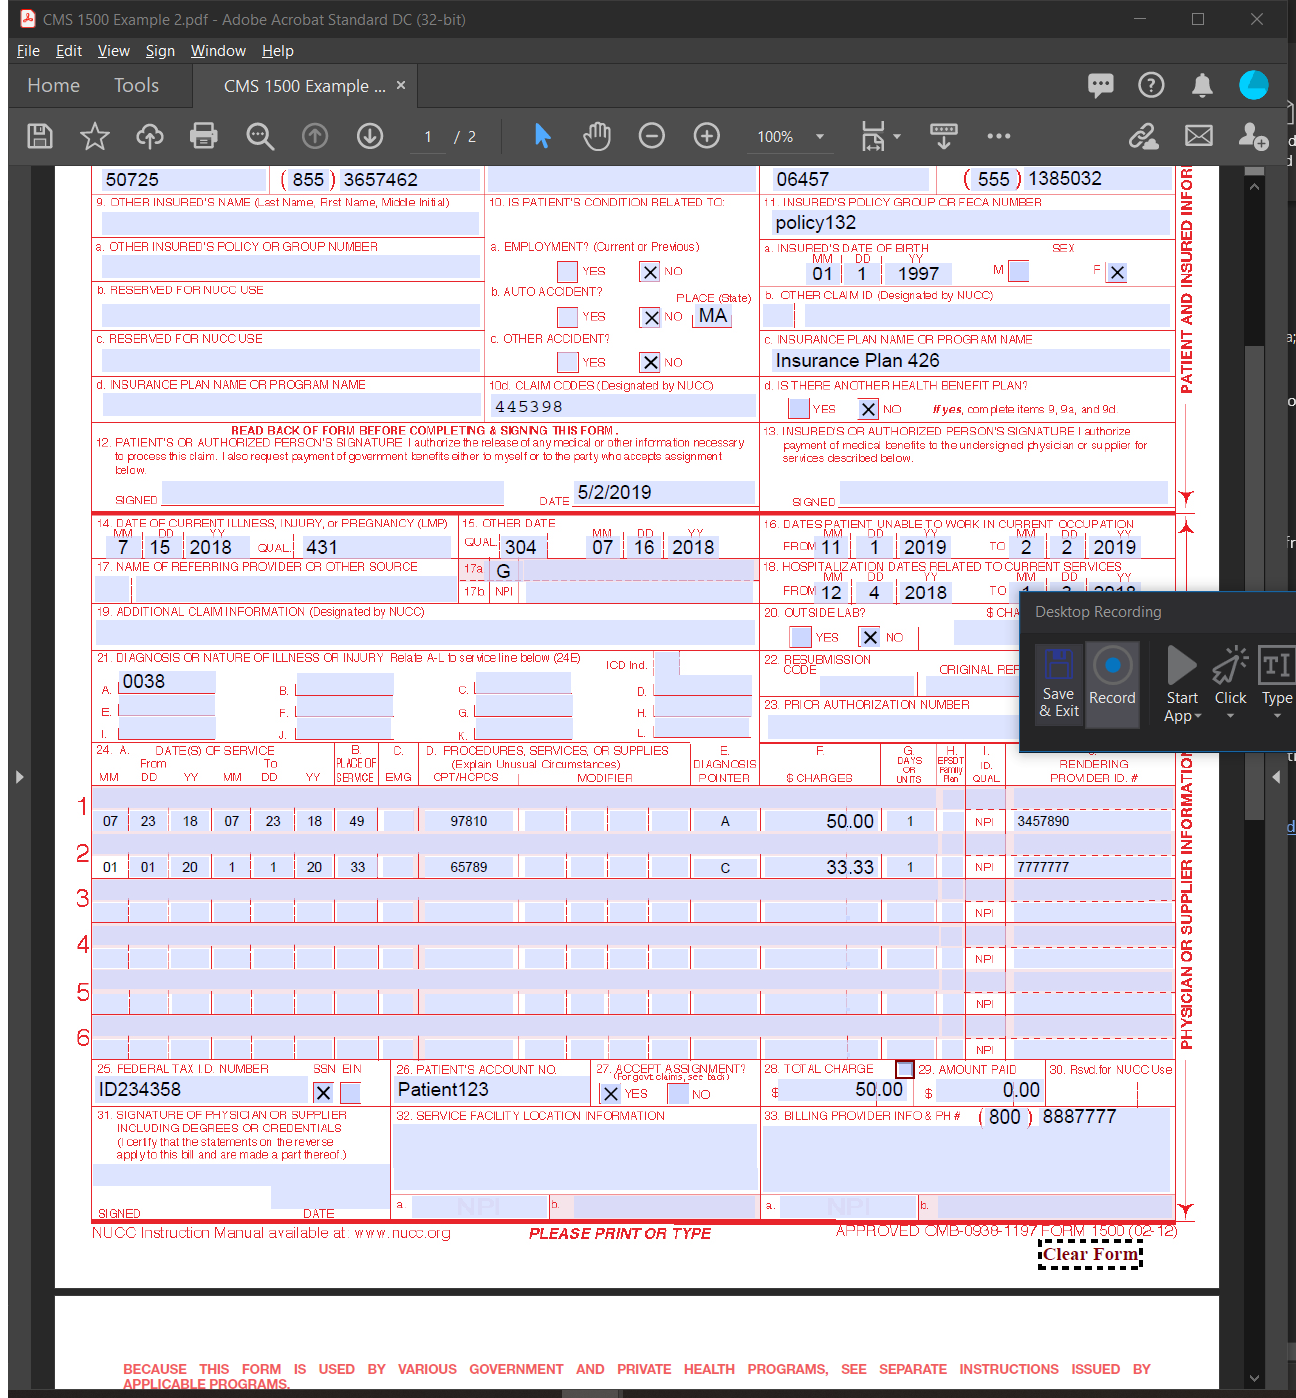 CMS 1500 Example 2.pdf - Adobe Acrobat Standard DC (32-bit)
File Edit View Sign Window Help
Home Tools CMS 1500 Example ... ×
1 / 2 100%
50725 (855) 3657462 06457 (555) 1385032
9. OTHER INSURED'S NAME (Last Name, First Name, Middle Initial) 10. IS PATIENT'S CONDITION RELATED TO: 11. INSURED'S POLICY GROUP OR FECA NUMBER
policy132
a. OTHER INSURED'S POLICY OR GROUP NUMBER a. EMPLOYMENT? (Current or Previous) a. INSURED'S DATE OF BIRTH SEX
MM DD YY
YES X NO 01 1 1997 M F X
b. RESERVED FOR NUCC USE b. AUTO ACCIDENT? PLACE (State) b. OTHER CLAIM ID (Designated by NUCC)
YES X NO MA
c. RESERVED FOR NUCC USE c. OTHER ACCIDENT? c. INSURANCE PLAN NAME OR PROGRAM NAME
YES X NO Insurance Plan 426
d. INSURANCE PLAN NAME OR PROGRAM NAME 10d. CLAIM CODES (Designated by NUCC) d. IS THERE ANOTHER HEALTH BENEFIT PLAN?
445398 YES X NO If yes, complete items 9, 9a, and 9d.
READ BACK OF FORM BEFORE COMPLETING & SIGNING THIS FORM.
12. PATIENT'S OR AUTHORIZED PERSON'S SIGNATURE I authorize the release of any medical or other information necessary
to process this claim. I also request payment of government benefits either to myself or to the party who accepts assignment
below.
SIGNED DATE 5/2/2019
13. INSURED'S OR AUTHORIZED PERSON'S SIGNATURE I authorize
payment of medical benefits to the undersigned physician or supplier for
services described below.
SIGNED
PATIENT AND INSURED INFOR
14. DATE OF CURRENT ILLNESS, INJURY, or PREGNANCY (LMP) 15. OTHER DATE 16. DATES PATIENT UNABLE TO WORK IN CURRENT OCCUPATION
MM DD YY MM DD YY MM DD YY MM DD YY
7 15 2018 QUAL. 431 QUAL. 304 07 16 2018 FROM 11 1 2019 TO 2 2 2019
17. NAME OF REFERRING PROVIDER OR OTHER SOURCE 17a. G 18. HOSPITALIZATION DATES RELATED TO CURRENT SERVICES
MM DD YY MM DD YY
17b. NPI FROM 12 4 2018 TO
19. ADDITIONAL CLAIM INFORMATION (Designated by NUCC) 20. OUTSIDE LAB? $ CHA
YES X NO
21. DIAGNOSIS OR NATURE OF ILLNESS OR INJURY Relate A-L to service line below (24E) ICD Ind. 22. RESUBMISSION
CODE ORIGINAL REF
A. 0038 B. C. D.
E. F. G. H.
I. J. K. L.
23. PRIOR AUTHORIZATION NUMBER
Desktop Recording
Save & Exit Record Start App Click Type
24. A. DATE(S) OF SERVICE B. C. D. PROCEDURES, SERVICES, OR SUPPLIES E. F. G. H. I.
From To PLACE OF (Explain Unusual Circumstances) DIAGNOSIS DAYS OR EPSDT Family ID. RENDERING
MM DD YY MM DD YY SERVICE EMG CPT/HCPCS MODIFIER POINTER $ CHARGES UNITS Plan QUAL. PROVIDER ID. #
1
07 23 18 07 23 18 49 97810 A 50.00 1 NPI 3457890
2
01 01 20 1 1 20 33 65789 C 33.33 1 NPI 7777777
3
NPI
4
NPI
5
NPI
6
NPI
PHYSICIAN OR SUPPLIER INFORMATION
25. FEDERAL TAX I.D. NUMBER SSN EIN 26. PATIENT'S ACCOUNT NO. 27. ACCEPT ASSIGNMENT? 28. TOTAL CHARGE 29. AMOUNT PAID 30. Rsvd. for NUCC Use
(For govt. claims, see back)
ID234358 X Patient123 X YES NO $ 50.00 $ 0.00
31. SIGNATURE OF PHYSICIAN OR SUPPLIER
INCLUDING DEGREES OR CREDENTIALS
(I certify that the statements on the reverse
apply to this bill and are made a part thereof.)
SIGNED DATE
32. SERVICE FACILITY LOCATION INFORMATION
a. NPI b.
33. BILLING PROVIDER INFO & PH # (800) 8887777
a. NPI b.
NUCC Instruction Manual available at: www.nucc.org PLEASE PRINT OR TYPE APPROVED OMB-0938-1197 FORM 1500 (02-12)
Clear Form
BECAUSE THIS FORM IS USED BY VARIOUS GOVERNMENT AND PRIVATE HEALTH PROGRAMS, SEE SEPARATE INSTRUCTIONS ISSUED BY
APPLICABLE PROGRAMS.